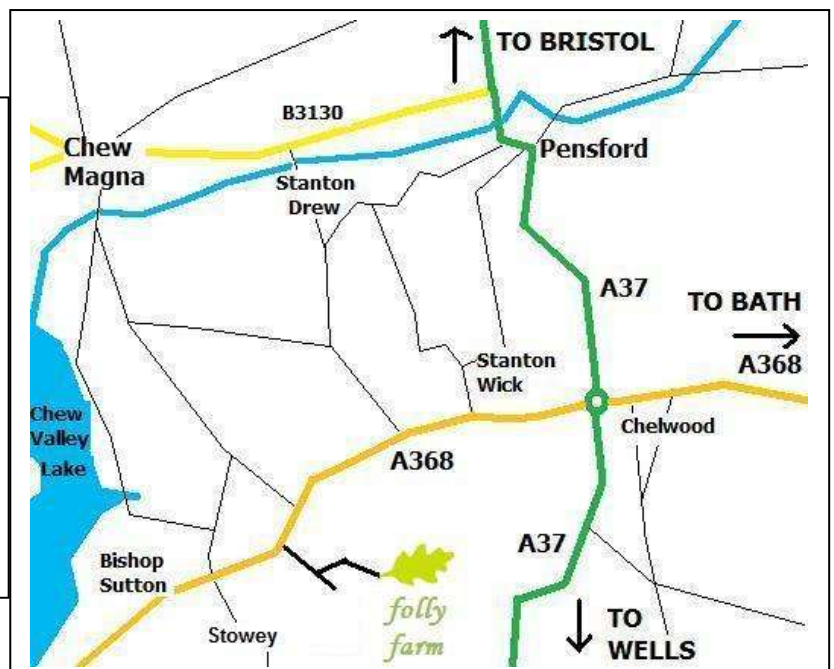 TO BRISTOL
B3130
Chew
Magna
Pensford
Stanton
Drew
A37
TO BATH
A368
Stanton
Wick
Chew
Valley
Lake
Chelwood
A368
A37
Bishop
Sutton
folly
farm
Stowey
TO
WELLS